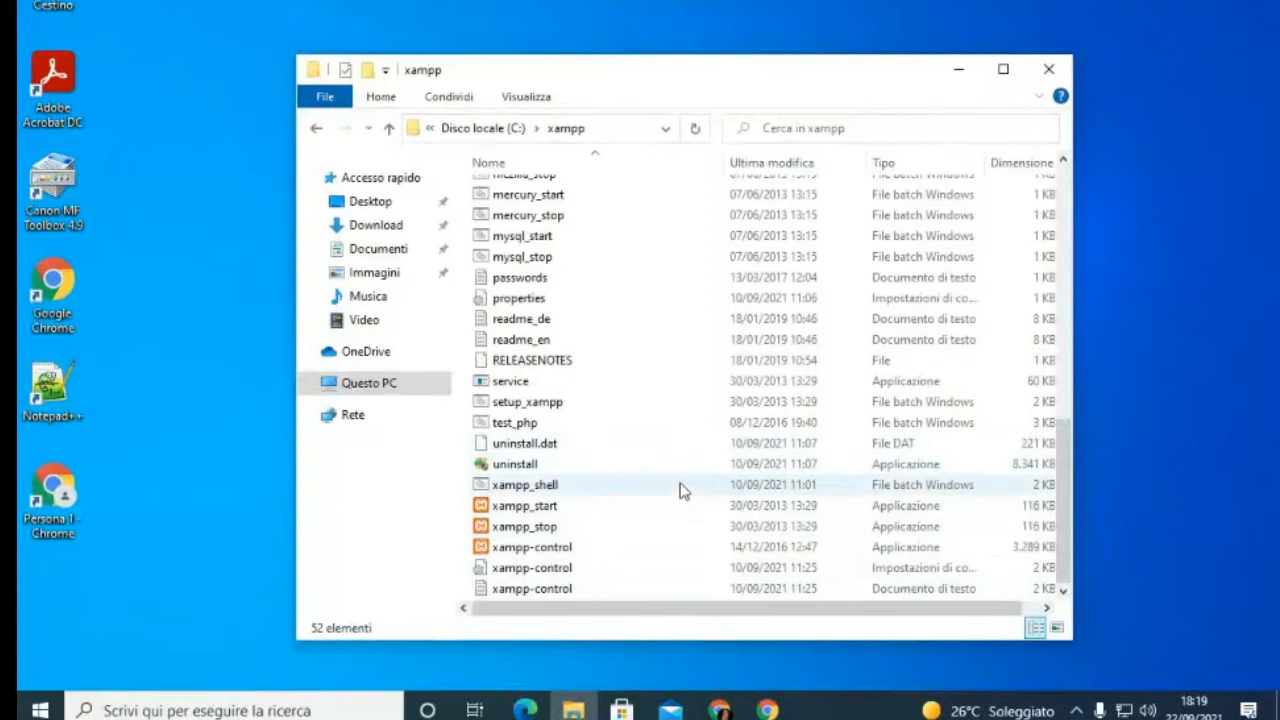 Cestino
Adobe
Acrobat DC
Canon MF
Toolbox 4.9
Google
Chrome
Notepad++
Persona 1 -
Chrome
xampp
File Home Condividi Visualizza
« Disco locale (C:) › xampp
Cerca in xampp
Accesso rapido
Desktop
Download
Documenti
Immagini
Musica
Video
OneDrive
Questo PC
Rete
Nome Ultima modifica Tipo Dimensione
mercury_start 07/06/2013 13:15 File batch Windows 1 KB
mercury_stop 07/06/2013 13:15 File batch Windows 1 KB
mysql_start 07/06/2013 13:15 File batch Windows 1 KB
mysql_stop 07/06/2013 13:15 File batch Windows 1 KB
passwords 13/03/2017 12:04 Documento di testo 1 KB
properties 10/09/2021 11:06 Impostazioni di co... 1 KB
readme_de 18/01/2019 10:46 Documento di testo 8 KB
readme_en 18/01/2019 10:46 Documento di testo 8 KB
RELEASENOTES 18/01/2019 10:54 File 1 KB
service 30/03/2013 13:29 Applicazione 60 KB
setup_xampp 30/03/2013 13:29 File batch Windows 2 KB
test_php 08/12/2016 19:40 File batch Windows 3 KB
uninstall.dat 10/09/2021 11:07 File DAT 221 KB
uninstall 10/09/2021 11:07 Applicazione 8.341 KB
xampp_shell 10/09/2021 11:01 File batch Windows 2 KB
xampp_start 30/03/2013 13:29 Applicazione 116 KB
xampp_stop 30/03/2013 13:29 Applicazione 116 KB
xampp-control 14/12/2016 12:47 Applicazione 3.289 KB
xampp-control 10/09/2021 11:25 Impostazioni di co... 2 KB
xampp-control 10/09/2021 11:25 Documento di testo 2 KB
52 elementi
Scrivi qui per eseguire la ricerca
26°C Soleggiato
18:19
22/09/2021